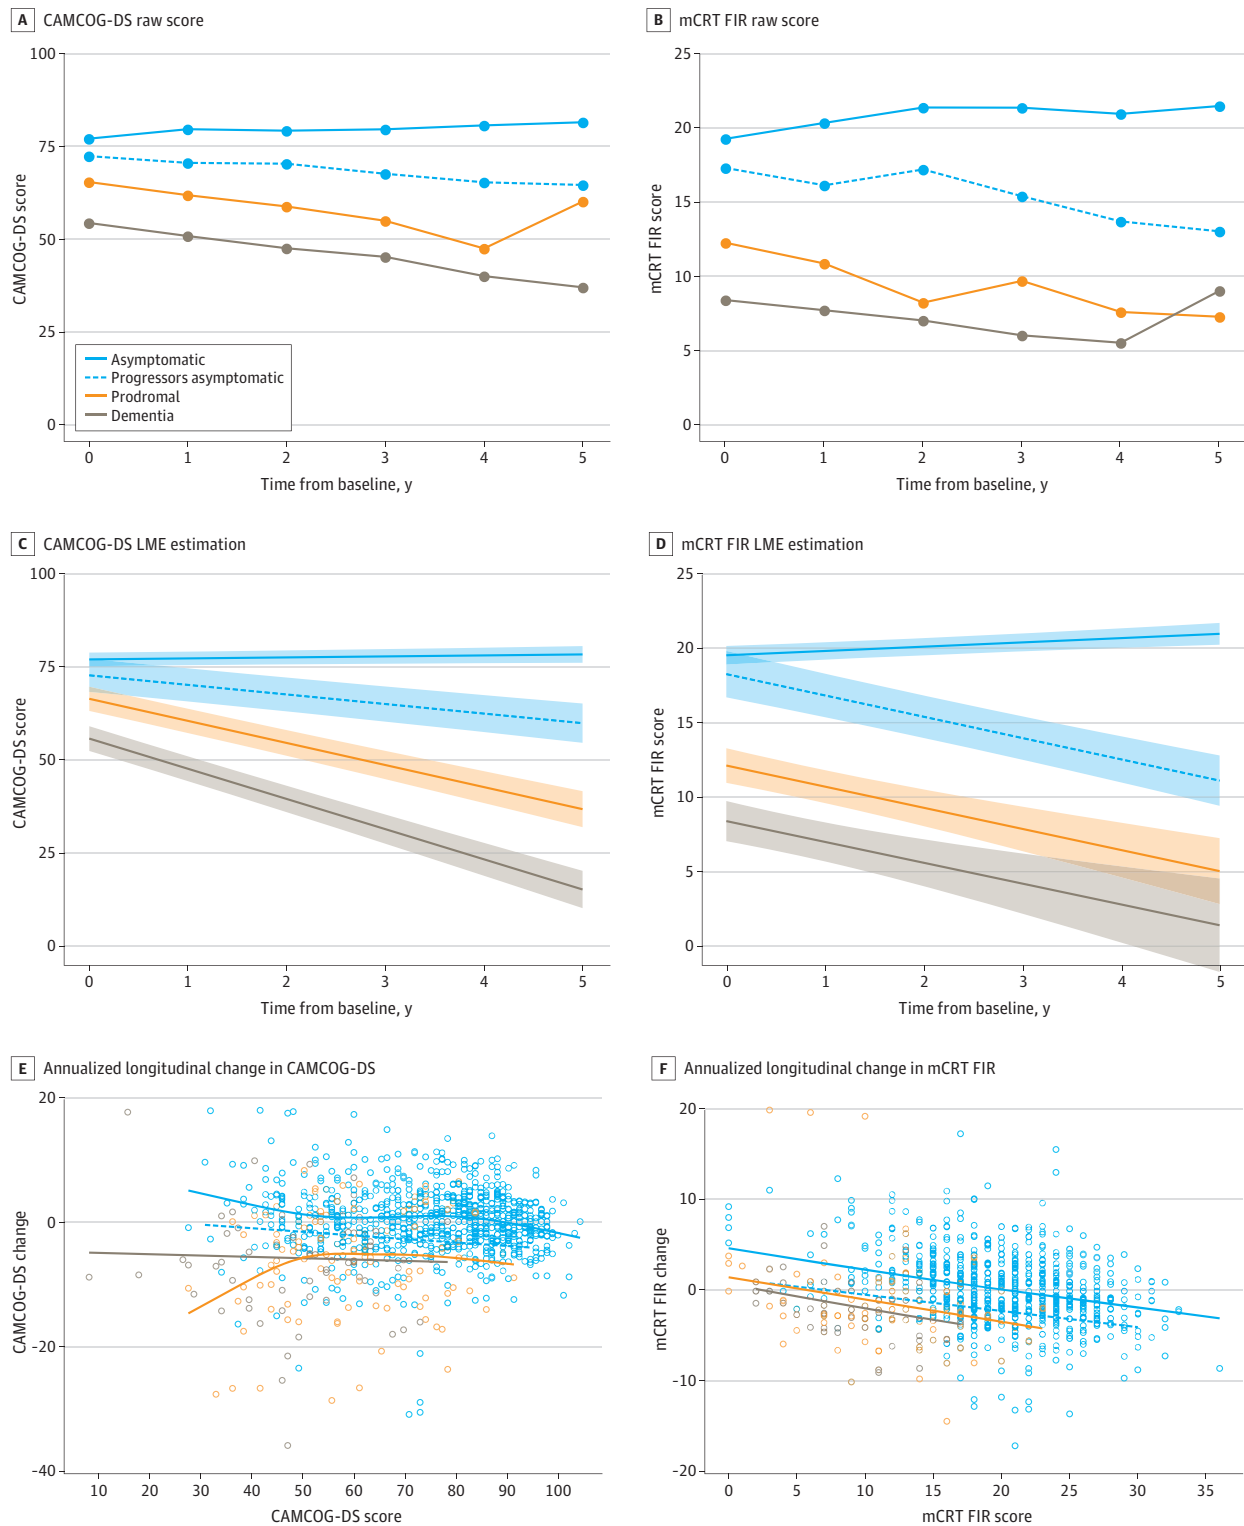 A CAMCOG-DS raw score
100
75
50
25
0
CAMCOG-DS score
Asymptomatic
Progressors asymptomatic
Prodromal
Dementia
0 1 2 3 4 5
Time from baseline, y
B mCRT FIR raw score
25
20
15
10
5
0
mCRT FIR score
0 1 2 3 4 5
Time from baseline, y
C CAMCOG-DS LME estimation
100
75
50
25
0
CAMCOG-DS score
0 1 2 3 4 5
Time from baseline, y
D mCRT FIR LME estimation
25
20
15
10
5
0
mCRT FIR score
0 1 2 3 4 5
Time from baseline, y
E Annualized longitudinal change in CAMCOG-DS
20
10
0
-20
-40
CAMCOG-DS change
10 20 30 40 50 60 70 80 90 100
CAMCOG-DS score
F Annualized longitudinal change in mCRT FIR
20
10
0
-10
-20
mCRT FIR change
0 5 10 15 20 25 30 35
mCRT FIR score